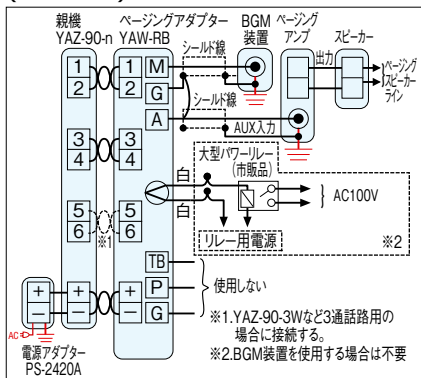 親機
YAZ-90-n
ページングアダプター
YAW-RB
BGM
装置
ページング
アンプ
スピーカー
シールド線
出力
ページング
スピーカー
ライン
1 1 M
2 2 G
シールド線
A
AUX入力
3 3
4 4
大型パワーリレー
(市販品)
白
白
AC100V
5 5
6 6
※1
リレー用電源
※2
TB
P
G
使用しない
+ + +
− − −
AC
電源アダプター
PS-2420A
※1.YAZ-90-3Wなど3通話路用の
場合に接続する。
※2.BGM装置を使用する場合は不要